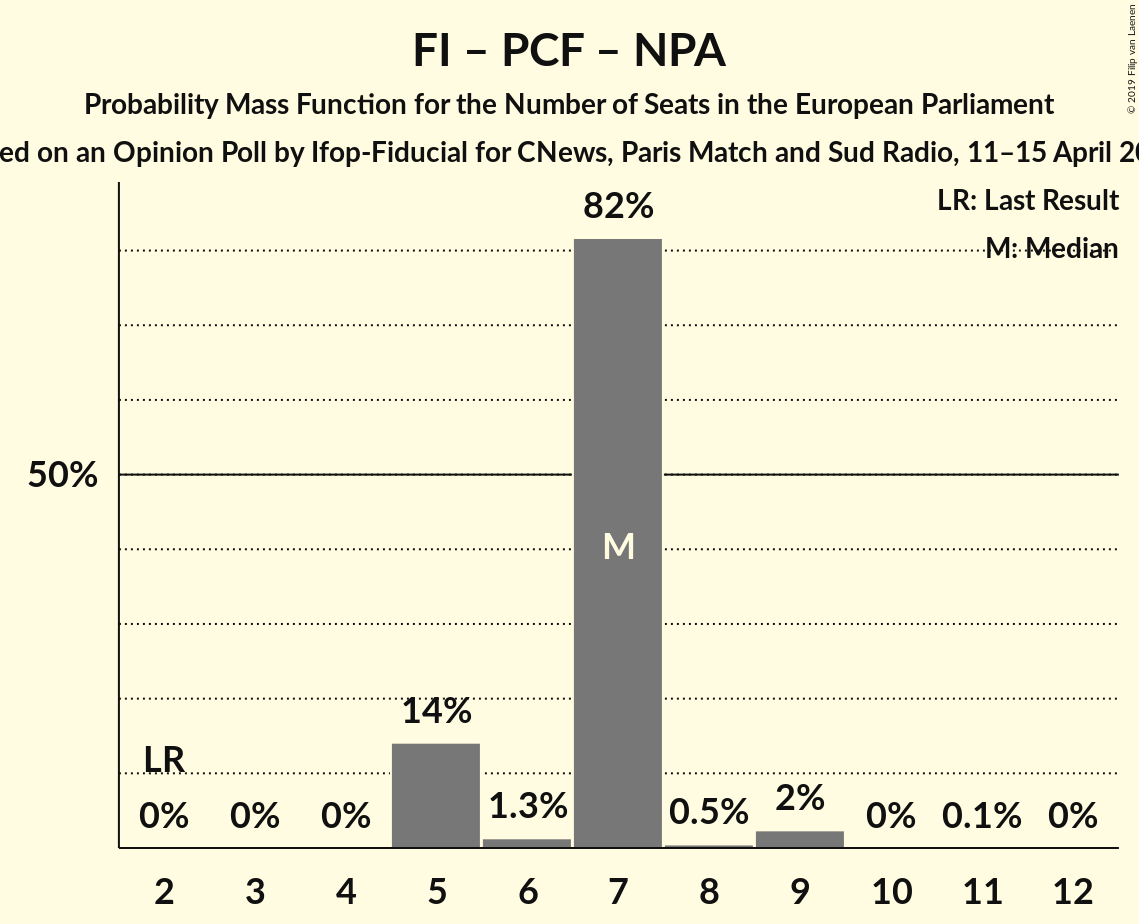 FI – PCF – NPA
Probability Mass Function for the Number of Seats in the European Parliament
ed on an Opinion Poll by Ifop-Fiducial for CNews, Paris Match and Sud Radio, 11–15 April 20
© 2019 Filip van Laenen
LR: Last Result
M: Median
82%
50%
M
14%
LR
0% 0% 0% 1.3% 0.5% 2% 0% 0.1% 0%
2 3 4 5 6 7 8 9 10 11 12